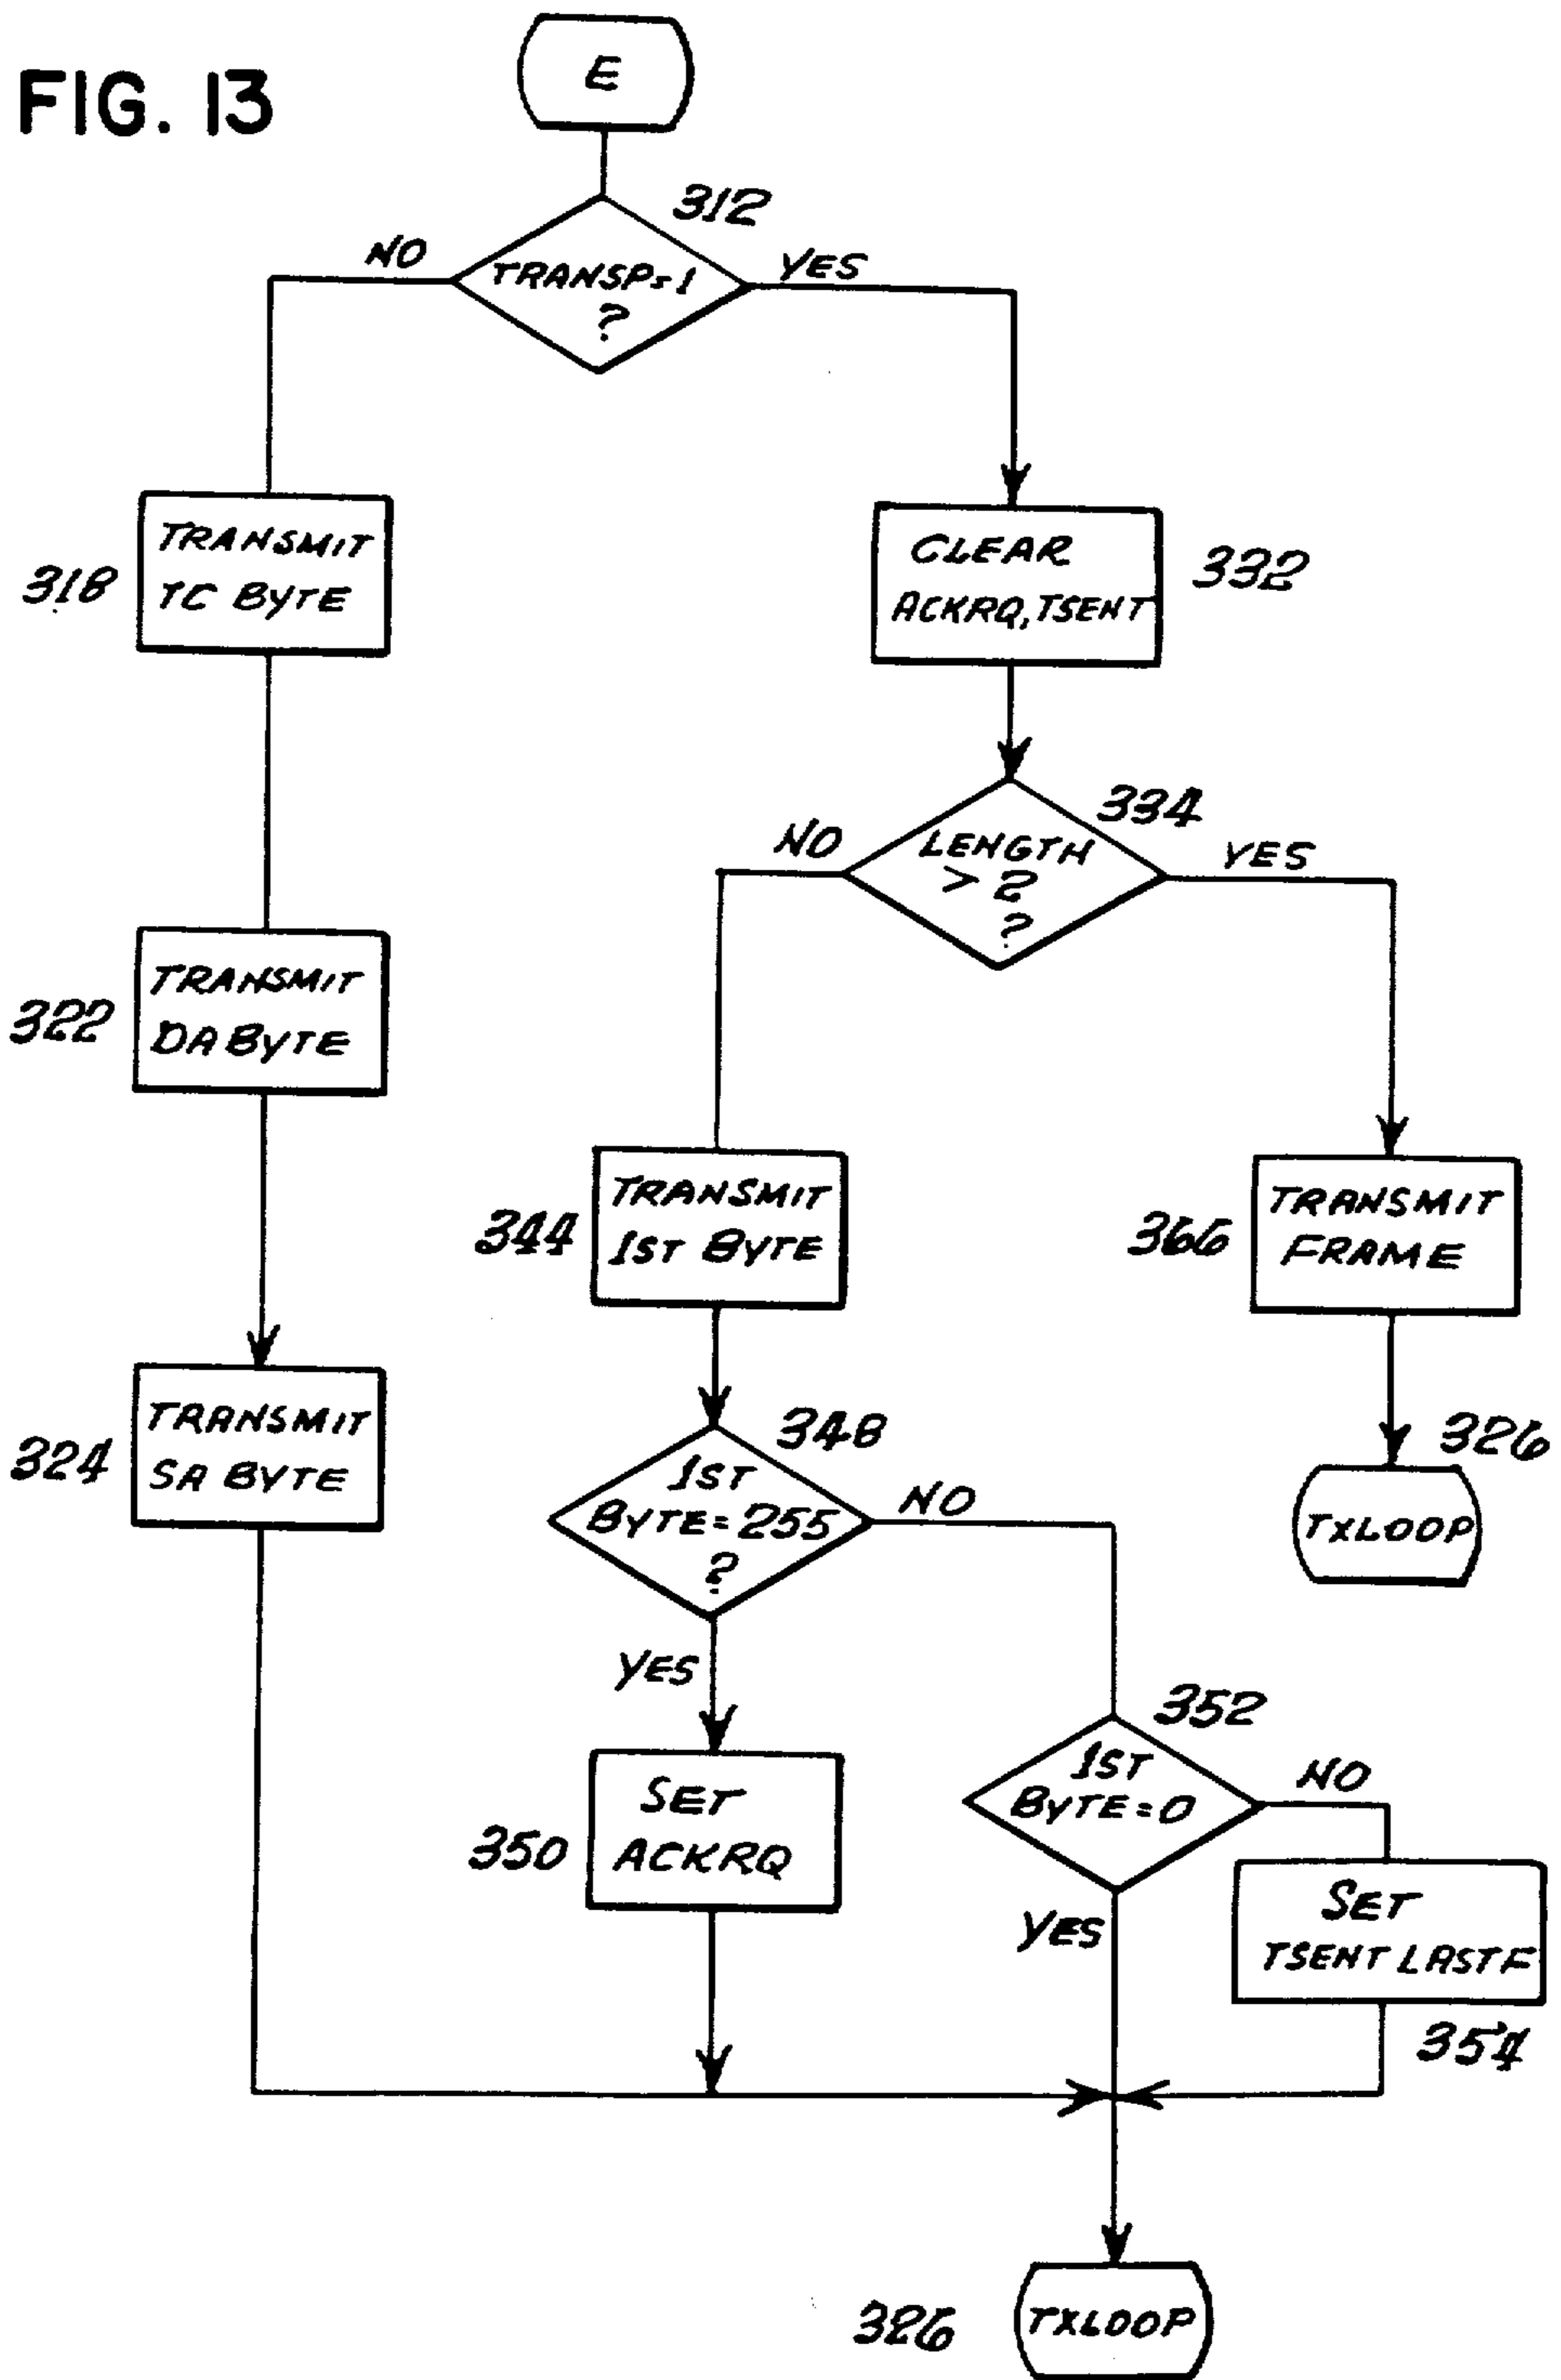 FIG. 13
E
312
NO
TRANSP=1
?
YES
TRANSMIT
TC BYTE
318
CLEAR
ACKRQ, TSENT
332
334
NO
LENGTH
> 2
?
YES
TRANSMIT
DA BYTE
322
TRANSMIT
1ST BYTE
344
TRANSMIT
FRAME
366
TRANSMIT
SA BYTE
324
348
1ST
BYTE=255
?
NO
326
TXLOOP
YES
352
1ST
BYTE=0
NO
SET
ACKRQ
350
YES
SET
TSENT LASTF
354
326
TXLOOP